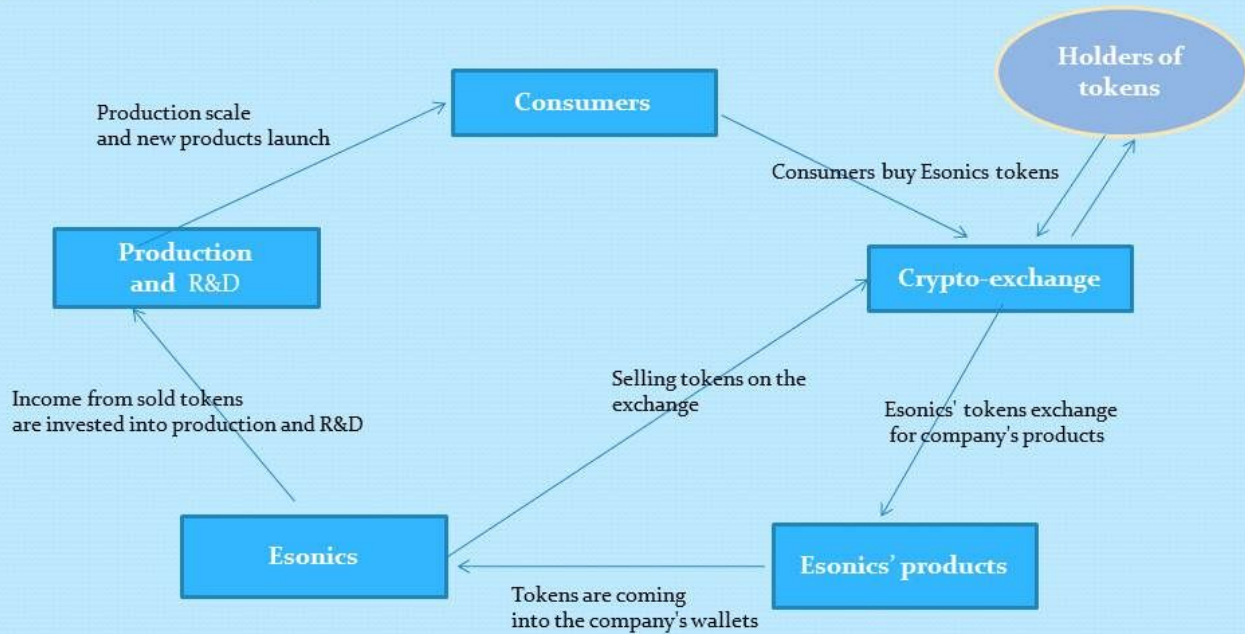 Holders of
tokens
Consumers
Production scale
and new products launch
Consumers buy Esonics tokens
Production
and R&D
Crypto-exchange
Income from sold tokens
are invested into production and R&D
Selling tokens on the
exchange
Esonics' tokens exchange
for company's products
Esonics
Esonics’ products
Tokens are coming
into the company's wallets